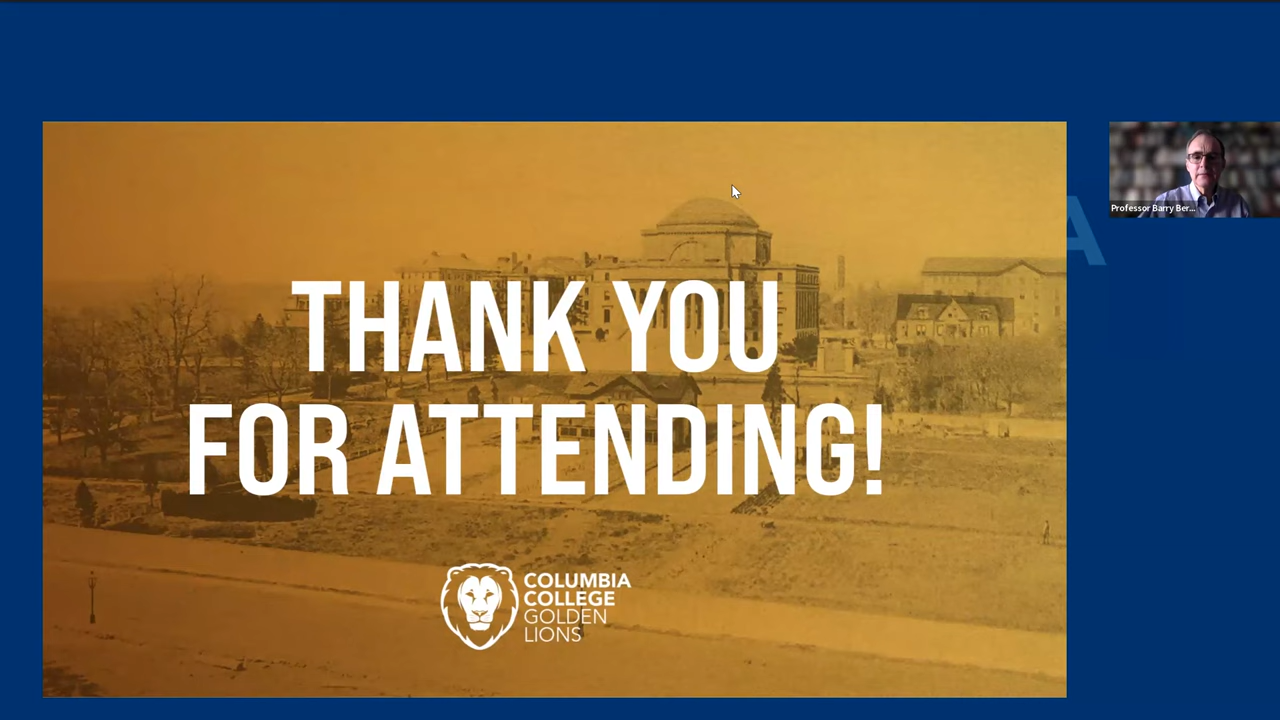 THANK YOU
FOR ATTENDING!
COLUMBIA
COLLEGE
GOLDEN
LIONS
Professor Barry Ber...
A